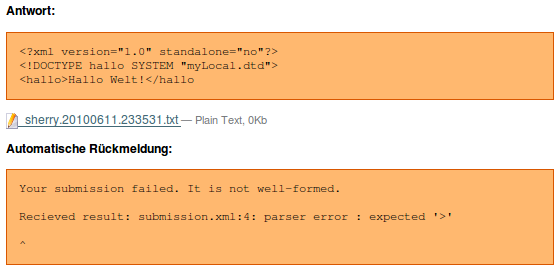 Antwort:
<?xml version="1.0" standalone="no"?>
<!DOCTYPE hallo SYSTEM "myLocal.dtd">
<hallo>Hallo Welt!</hallo
sherry.20100611.233531.txt — Plain Text, 0Kb
Automatische Rückmeldung:
Your submission failed. It is not well-formed.
Recieved result: submission.xml:4: parser error : expected '>'
^